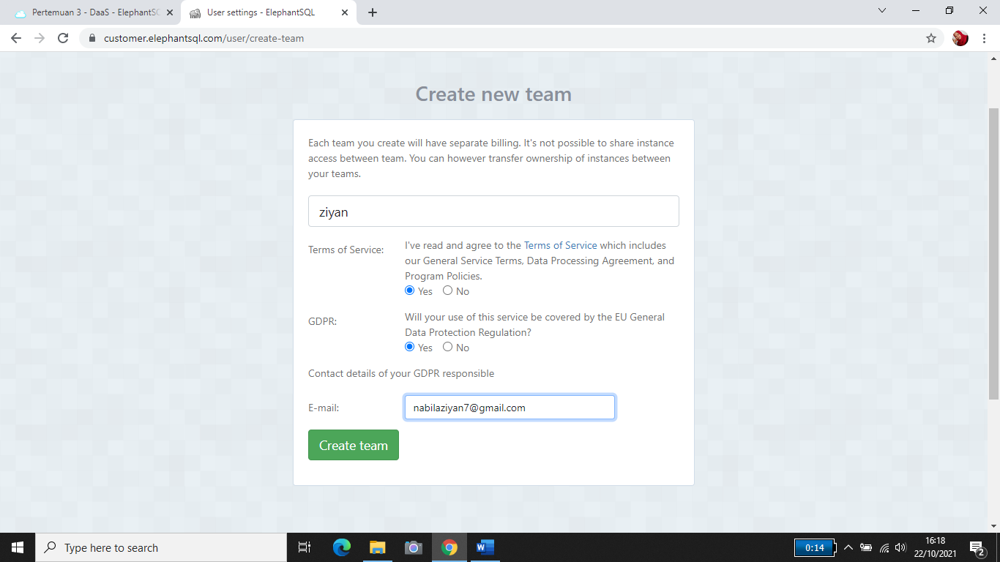 Pertemuan 3 - DaaS - ElephantSQ
User settings - ElephantSQL
customer.elephantsql.com/user/create-team
Create new team
Each team you create will have separate billing. It's not possible to share instance
access between team. You can however transfer ownership of instances between
your teams.
ziyan
Terms of Service:
I've read and agree to the Terms of Service which includes
our General Service Terms, Data Processing Agreement, and
Program Policies.
Yes No
GDPR:
Will your use of this service be covered by the EU General
Data Protection Regulation?
Yes No
Contact details of your GDPR responsible
E-mail:
nabilaziyan7@gmail.com
Create team
Type here to search
W
0:14
16:18
22/10/2021
2